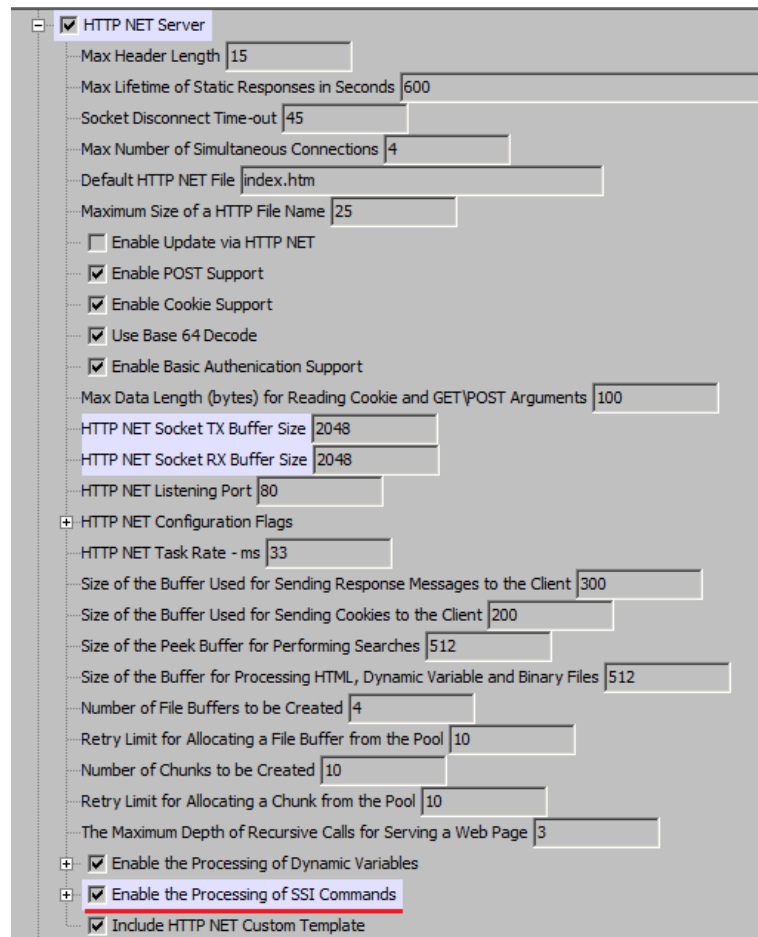 HTTP NET Server
Max Header Length 15
Max Lifetime of Static Responses in Seconds 600
Socket Disconnect Time-out 45
Max Number of Simultaneous Connections 4
Default HTTP NET File index.htm
Maximum Size of a HTTP File Name 25
Enable Update via HTTP NET
Enable POST Support
Enable Cookie Support
Use Base 64 Decode
Enable Basic Authenication Support
Max Data Length (bytes) for Reading Cookie and GET\POST Arguments 100
HTTP NET Socket TX Buffer Size 2048
HTTP NET Socket RX Buffer Size 2048
HTTP NET Listening Port 80
HTTP NET Configuration Flags
HTTP NET Task Rate - ms 33
Size of the Buffer Used for Sending Response Messages to the Client 300
Size of the Buffer Used for Sending Cookies to the Client 200
Size of the Peek Buffer for Performing Searches 512
Size of the Buffer for Processing HTML, Dynamic Variable and Binary Files 512
Number of File Buffers to be Created 4
Retry Limit for Allocating a File Buffer from the Pool 10
Number of Chunks to be Created 10
Retry Limit for Allocating a Chunk from the Pool 10
The Maximum Depth of Recursive Calls for Serving a Web Page 3
Enable the Processing of Dynamic Variables
Enable the Processing of SSI Commands
Include HTTP NET Custom Template